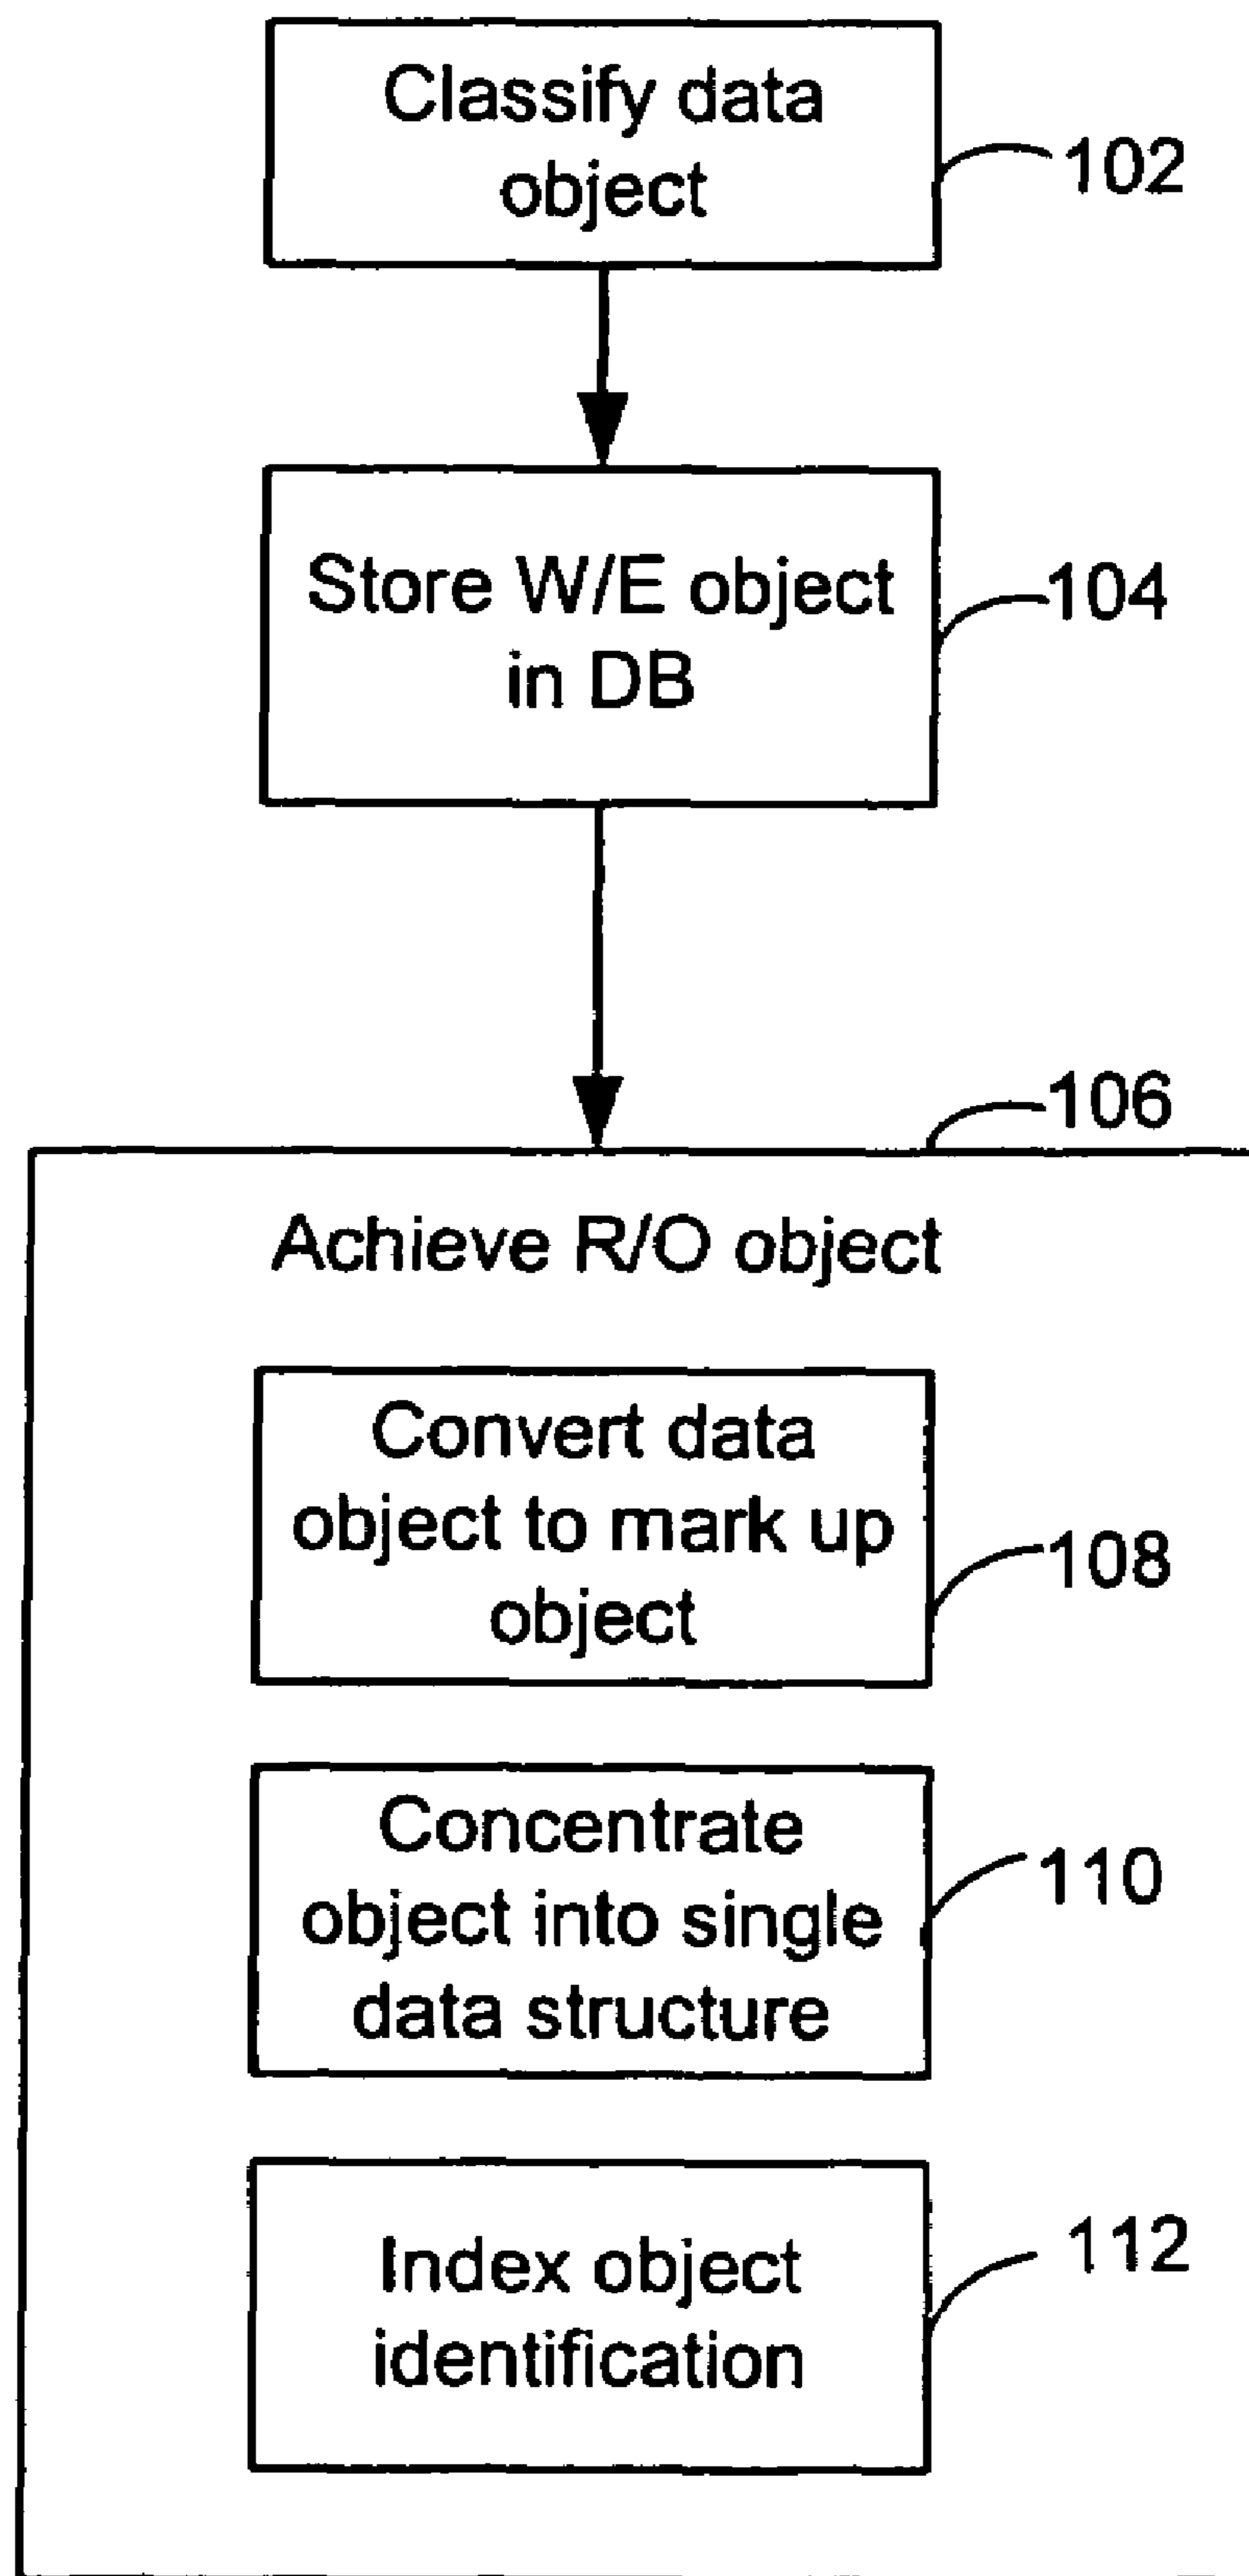 Classify data
object
102
Store W/E object
in DB
104
106
Achieve R/O object
Convert data
object to mark up
object
108
Concentrate
object into single
data structure
110
Index object
identification
112